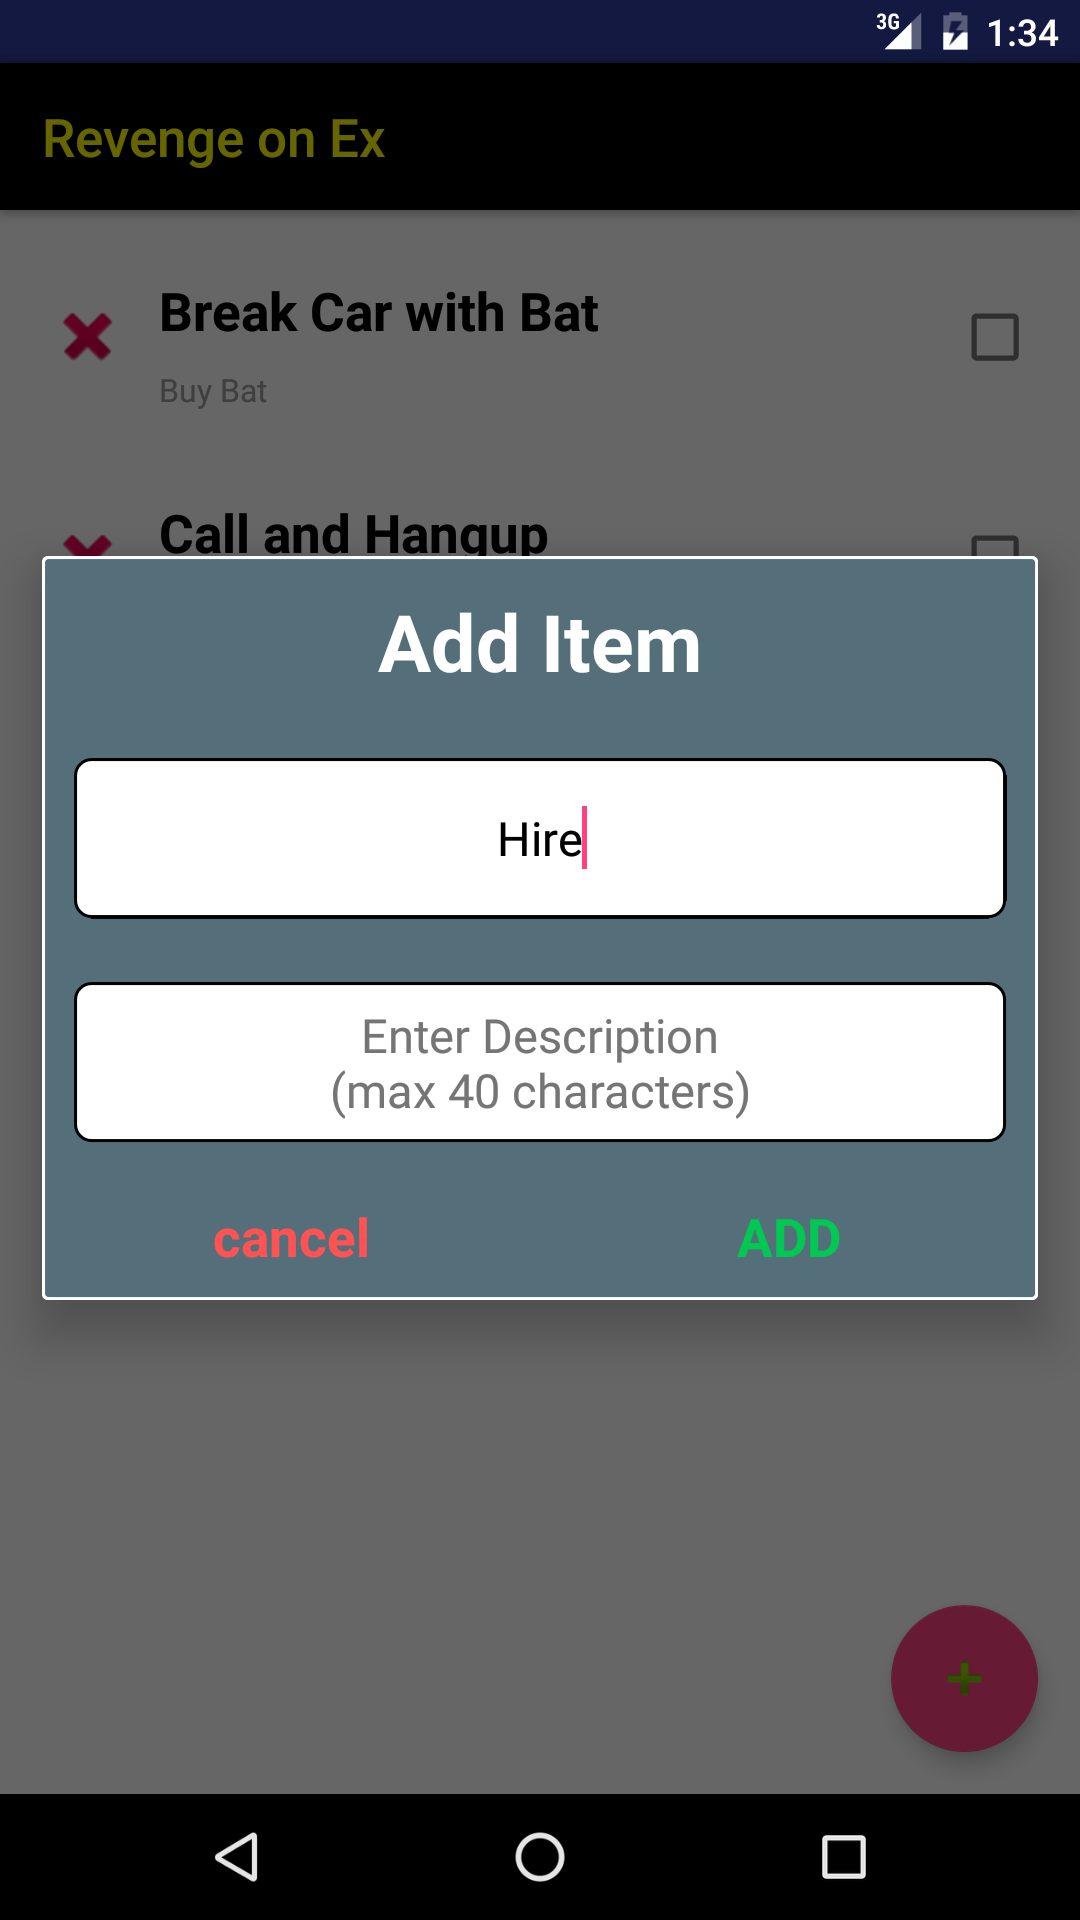 3G 1:34
Revenge on Ex
Break Car with Bat
Buy Bat
Call and Hangup
Add Item
Hire
Enter Description
(max 40 characters)
cancel ADD